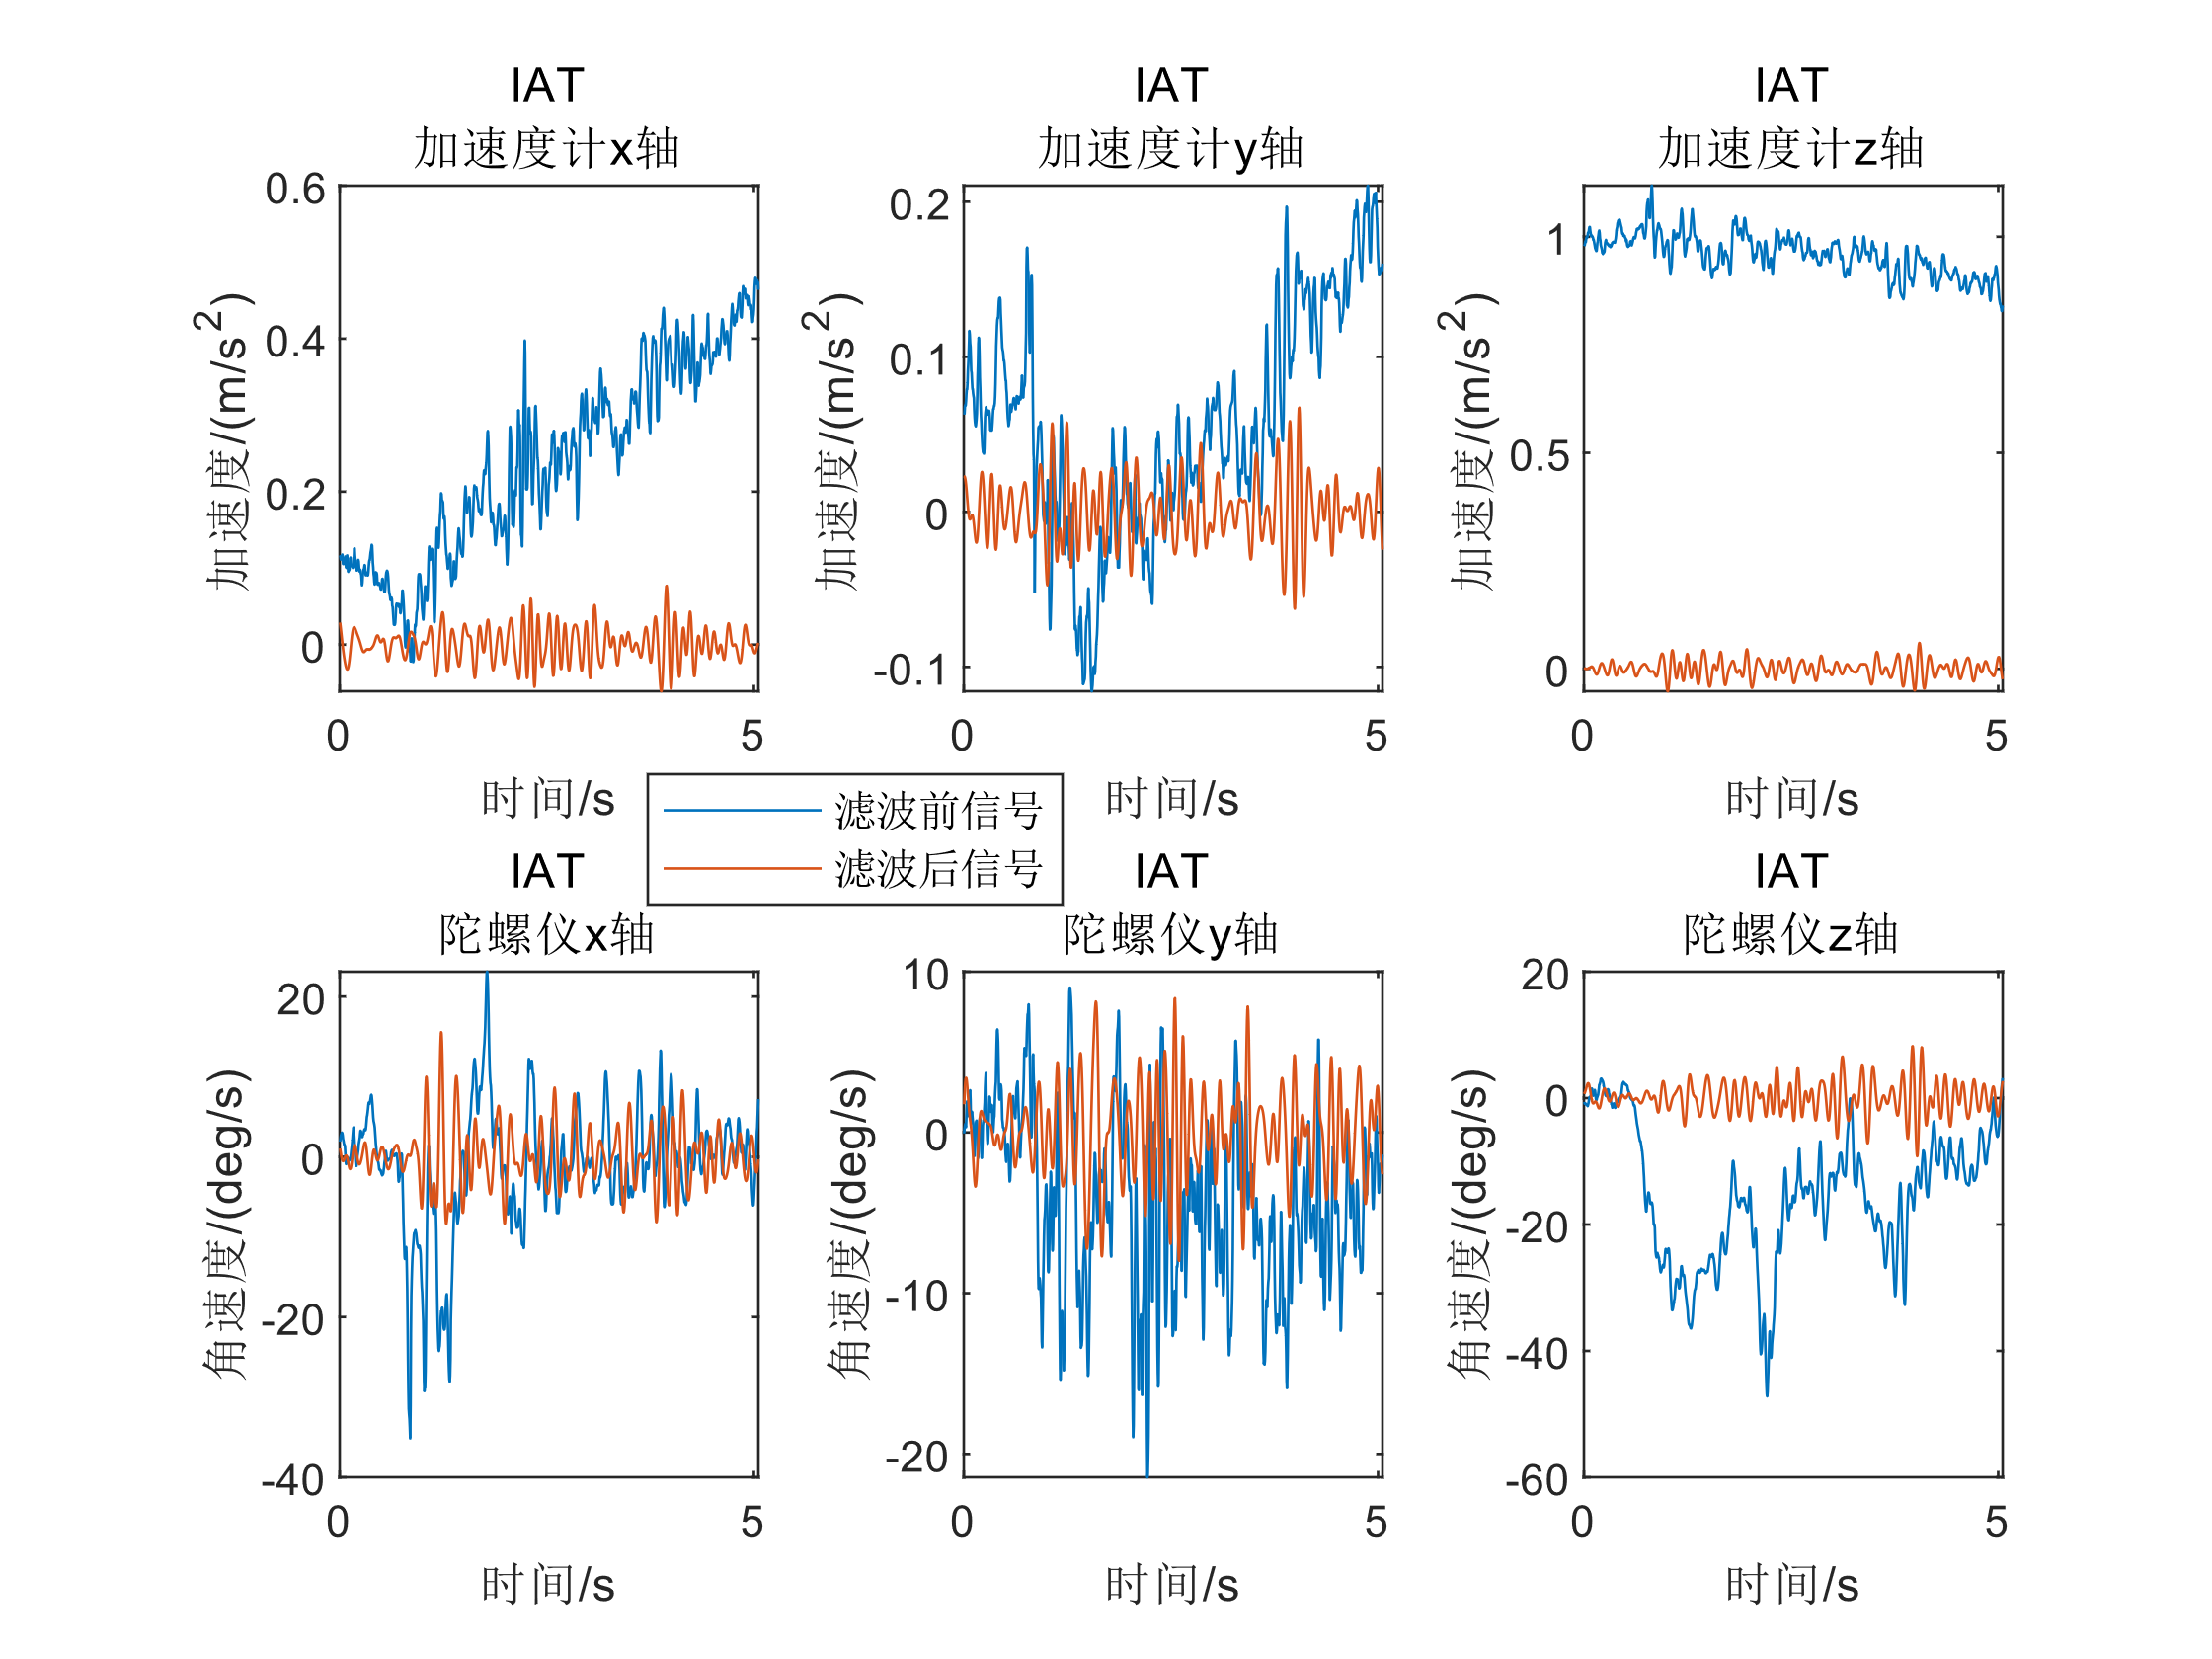 IAT
加速度计x轴
0.6
0.4
0.2
0
加速度/(m/s²)
0
5
时间/s
IAT
加速度计y轴
0.2
0.1
0
-0.1
加速度/(m/s²)
0
5
时间/s
IAT
加速度计z轴
1
0.5
0
加速度/(m/s²)
0
5
时间/s
滤波前信号
滤波后信号
IAT
陀螺仪x轴
20
0
-20
-40
角速度/(deg/s)
0
5
时间/s
IAT
陀螺仪y轴
10
0
-10
-20
角速度/(deg/s)
0
5
时间/s
IAT
陀螺仪z轴
20
0
-20
-40
-60
角速度/(deg/s)
0
5
时间/s